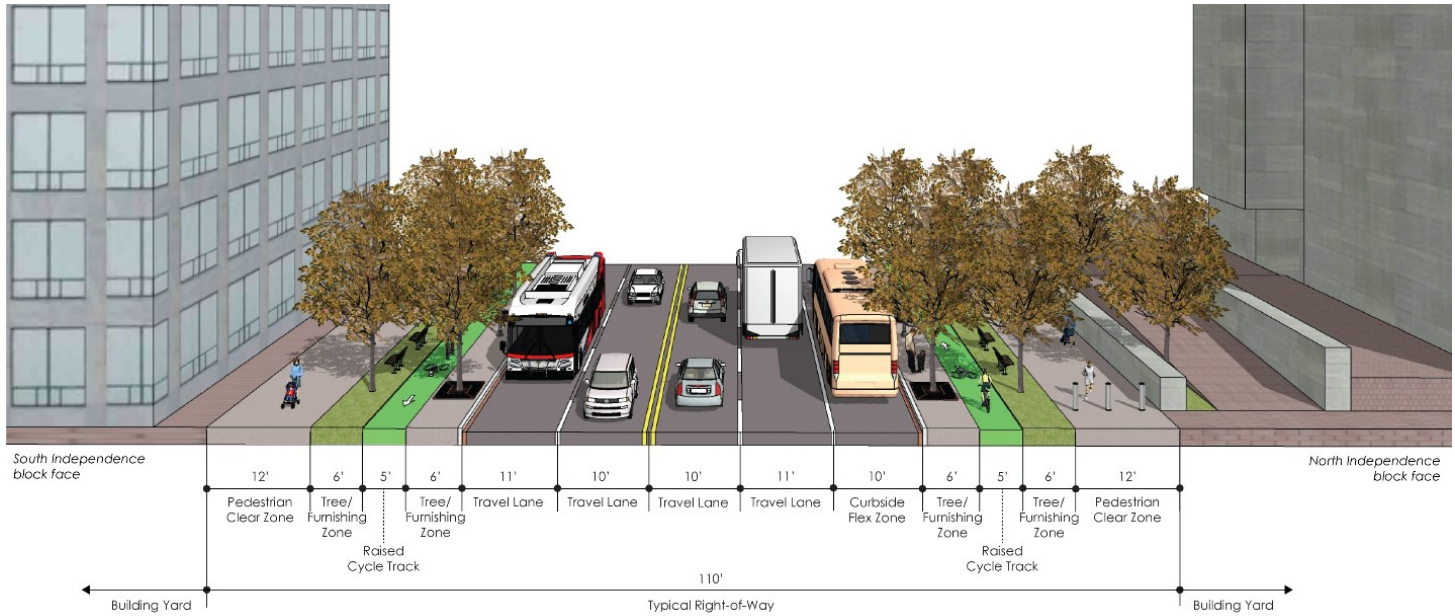 South Independence
block face
North Independence
block face
12' 6' 5' 6' 11' 10' 10' 11' 10' 6' 5' 6' 12'
Pedestrian
Clear Zone
Tree/
Furnishing
Zone
Raised
Cycle Track
Tree/
Furnishing
Zone
Travel Lane
Travel Lane
Travel Lane
Travel Lane
Curbside
Flex Zone
Tree/
Furnishing
Zone
Raised
Cycle Track
Tree/
Furnishing
Zone
Pedestrian
Clear Zone
110'
Building Yard
Typical Right-of-Way
Building Yard